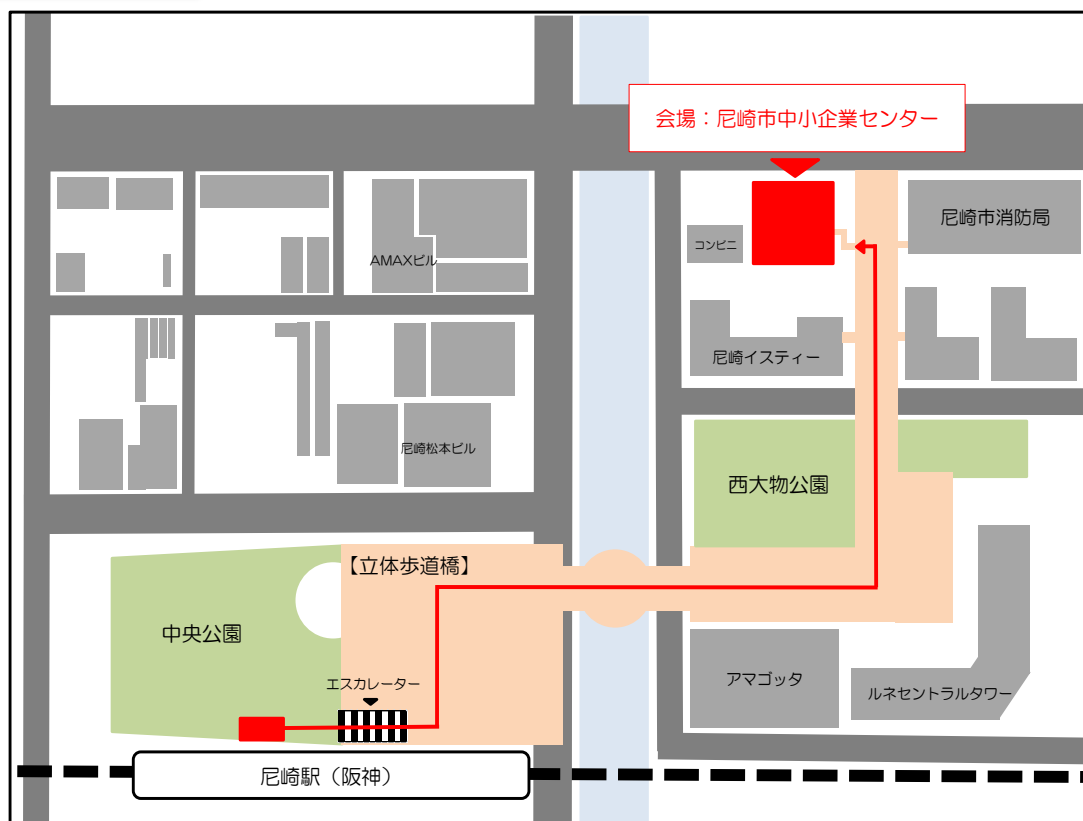 会場：尼崎市中小企業センター
尼崎市消防局
コンビニ
AMAXビル
尼崎イスティー
尼崎松本ビル
西大物公園
【立体歩道橋】
中央公園
エスカレーター
アマゴッタ
ルネセントラルタワー
尼崎駅（阪神）